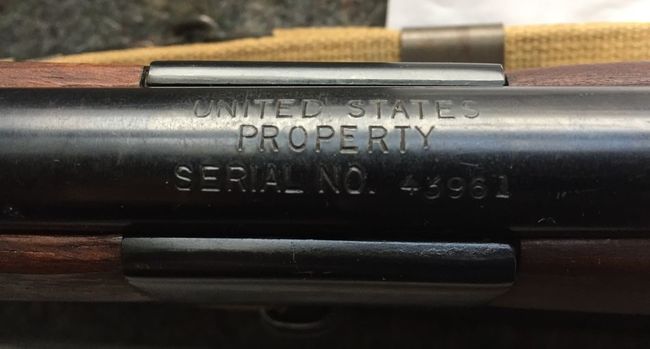 UNITED STATES
PROPERTY
SERIAL NO. 43961